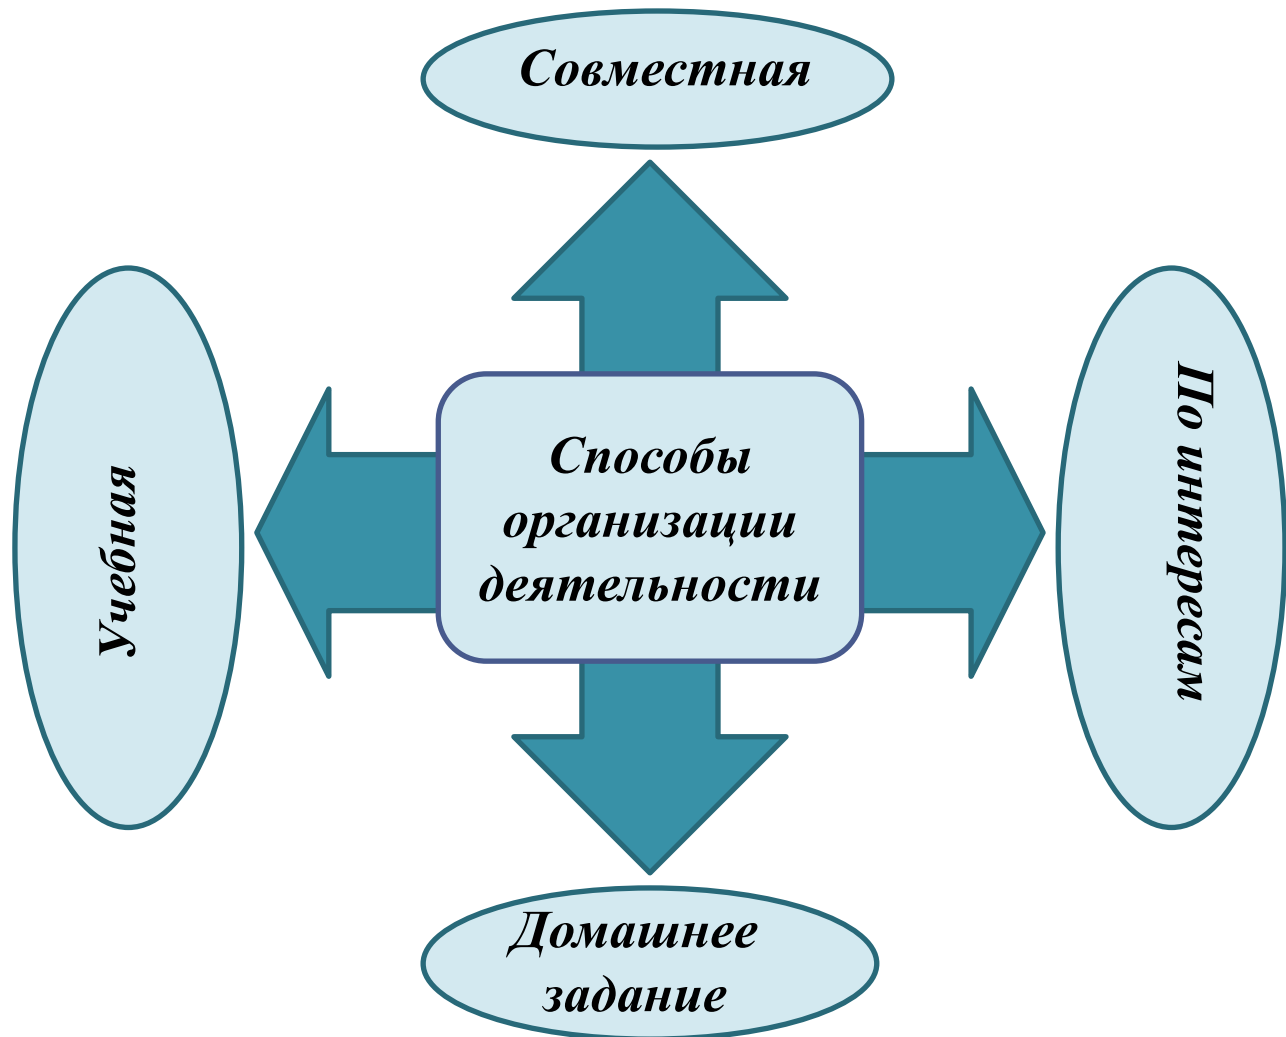 Совместная
Учебная
Способы
организации
деятельности
По интересам
Домашнее
задание